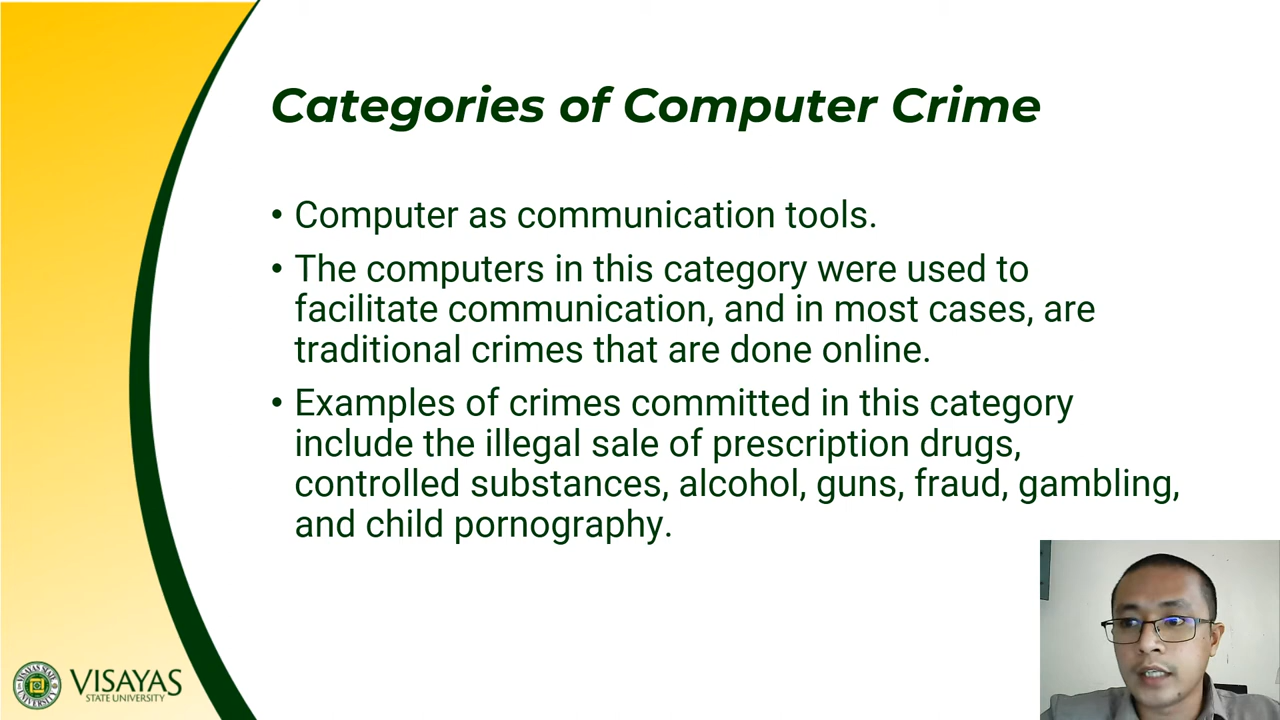 Categories of Computer Crime
• Computer as communication tools.
• The computers in this category were used to
facilitate communication, and in most cases, are
traditional crimes that are done online.
• Examples of crimes committed in this category
include the illegal sale of prescription drugs,
controlled substances, alcohol, guns, fraud, gambling,
and child pornography.
VISAYAS
STATE UNIVERSITY